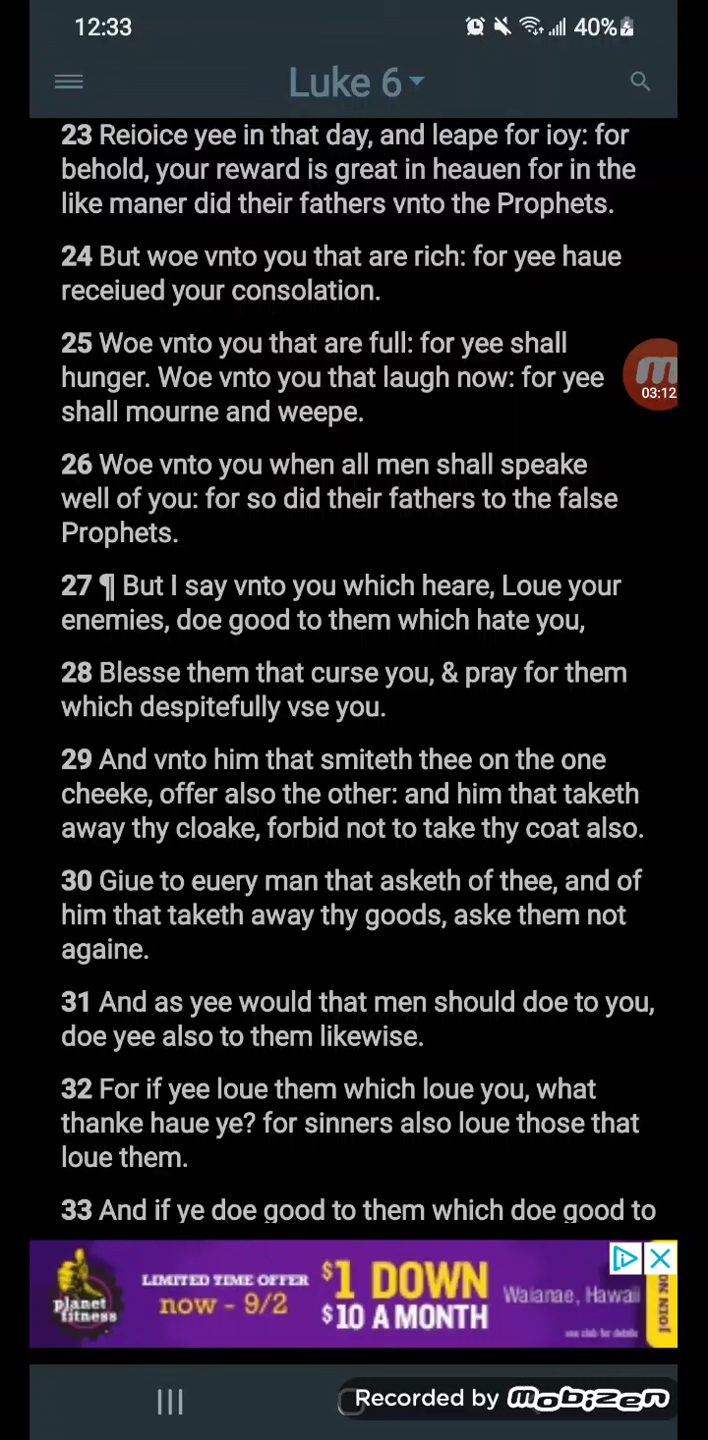 12:33
40%
Luke 6
23 Reioice yee in that day, and leape for ioy: for
behold, your reward is great in heauen for in the
like maner did their fathers vnto the Prophets.
24 But woe vnto you that are rich: for yee haue
receiued your consolation.
25 Woe vnto you that are full: for yee shall
hunger. Woe vnto you that laugh now: for yee
shall mourne and weepe.
03:12
26 Woe vnto you when all men shall speake
well of you: for so did their fathers to the false
Prophets.
27 ¶ But I say vnto you which heare, Loue your
enemies, doe good to them which hate you,
28 Blesse them that curse you, & pray for them
which despitefully vse you.
29 And vnto him that smiteth thee on the one
cheeke, offer also the other: and him that taketh
away thy cloake, forbid not to take thy coat also.
30 Giue to euery man that asketh of thee, and of
him that taketh away thy goods, aske them not
againe.
31 And as yee would that men should doe to you,
doe yee also to them likewise.
32 For if yee loue them which loue you, what
thanke haue ye? for sinners also loue those that
loue them.
33 And if ye doe good to them which doe good to
planet
fitness
LIMITED TIME OFFER
now - 9/2
$1 DOWN
$10 A MONTH
Waianae, Hawaii
see club for details
JOIN NO
Recorded by mobizen